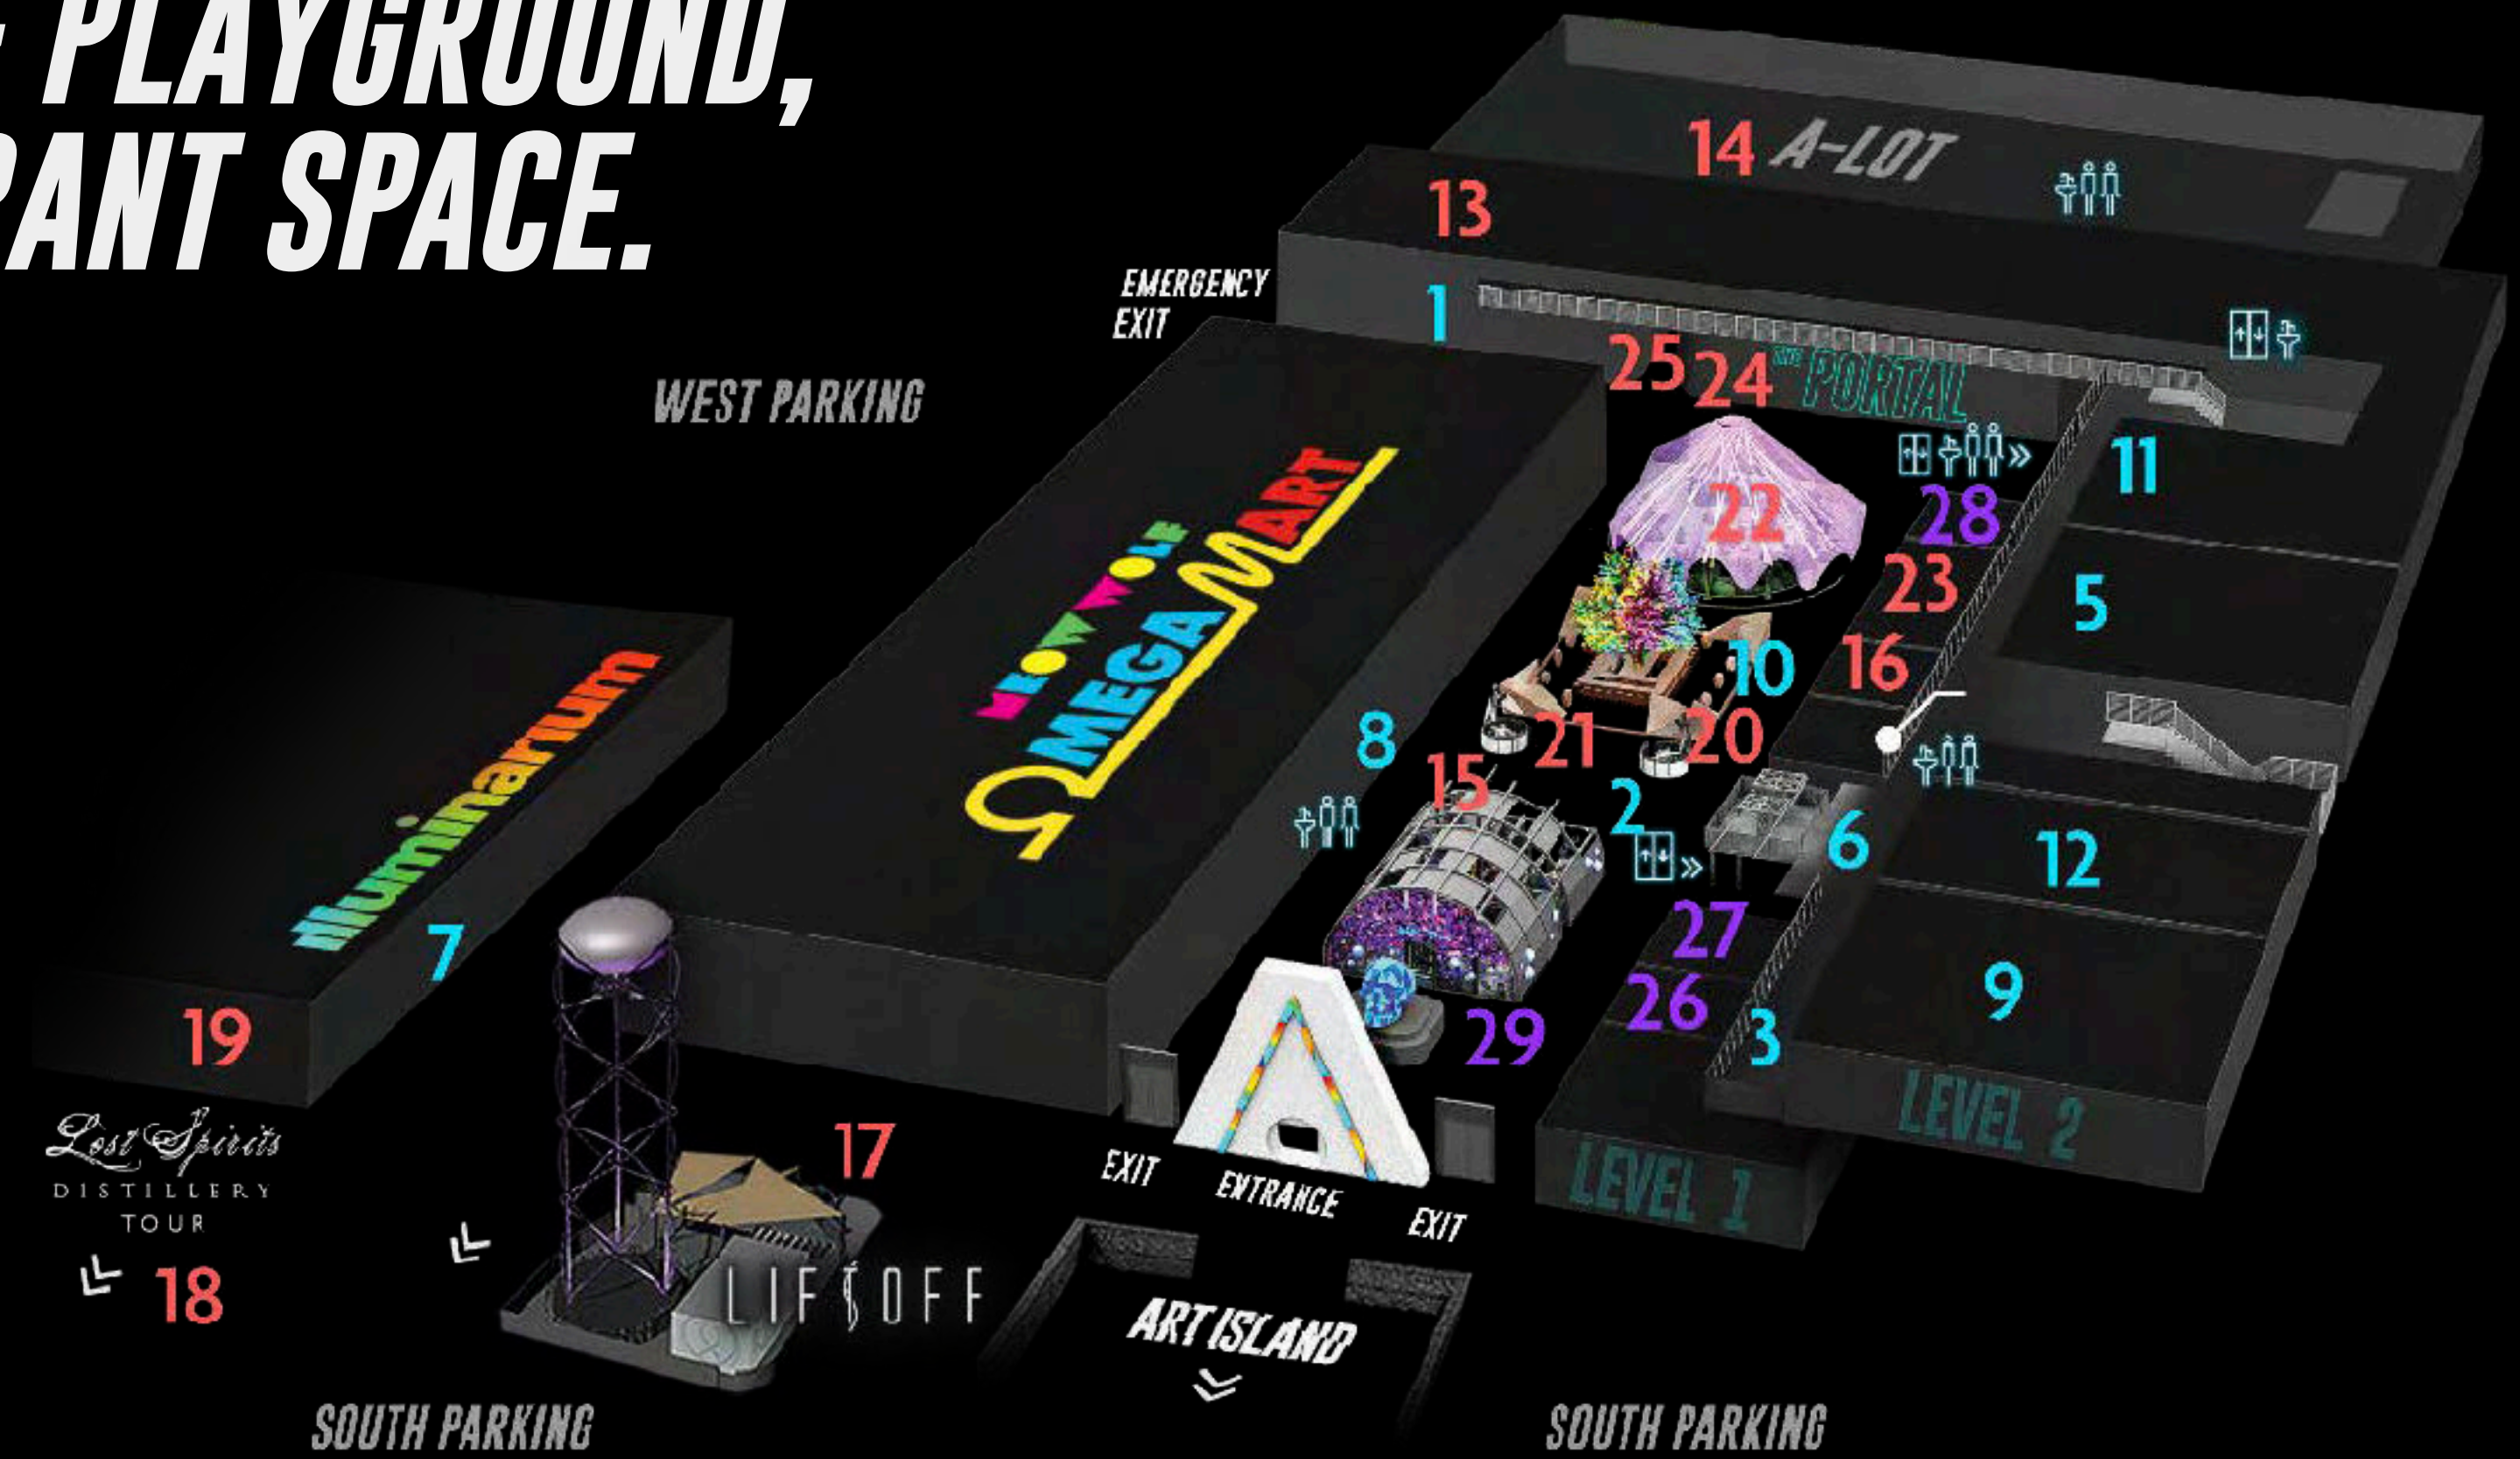 PLAYGROUND,
RANT SPACE.
14 A-LOT
13
EMERGENCY
EXIT
1
25 24 THE PORTAL
WEST PARKING
11
22
28
23
5
MEOW WOLF
OMEGA MART
10
16
Illuminarium
8
21
20
15
2
6
12
7
27
9
26
19
3
29
LEVEL 2
Lost Spirits
DISTILLERY
TOUR
17
EXIT
ENTRANCE
EXIT
LEVEL 1
18
LIFTOFF
ART ISLAND
SOUTH PARKING
SOUTH PARKING